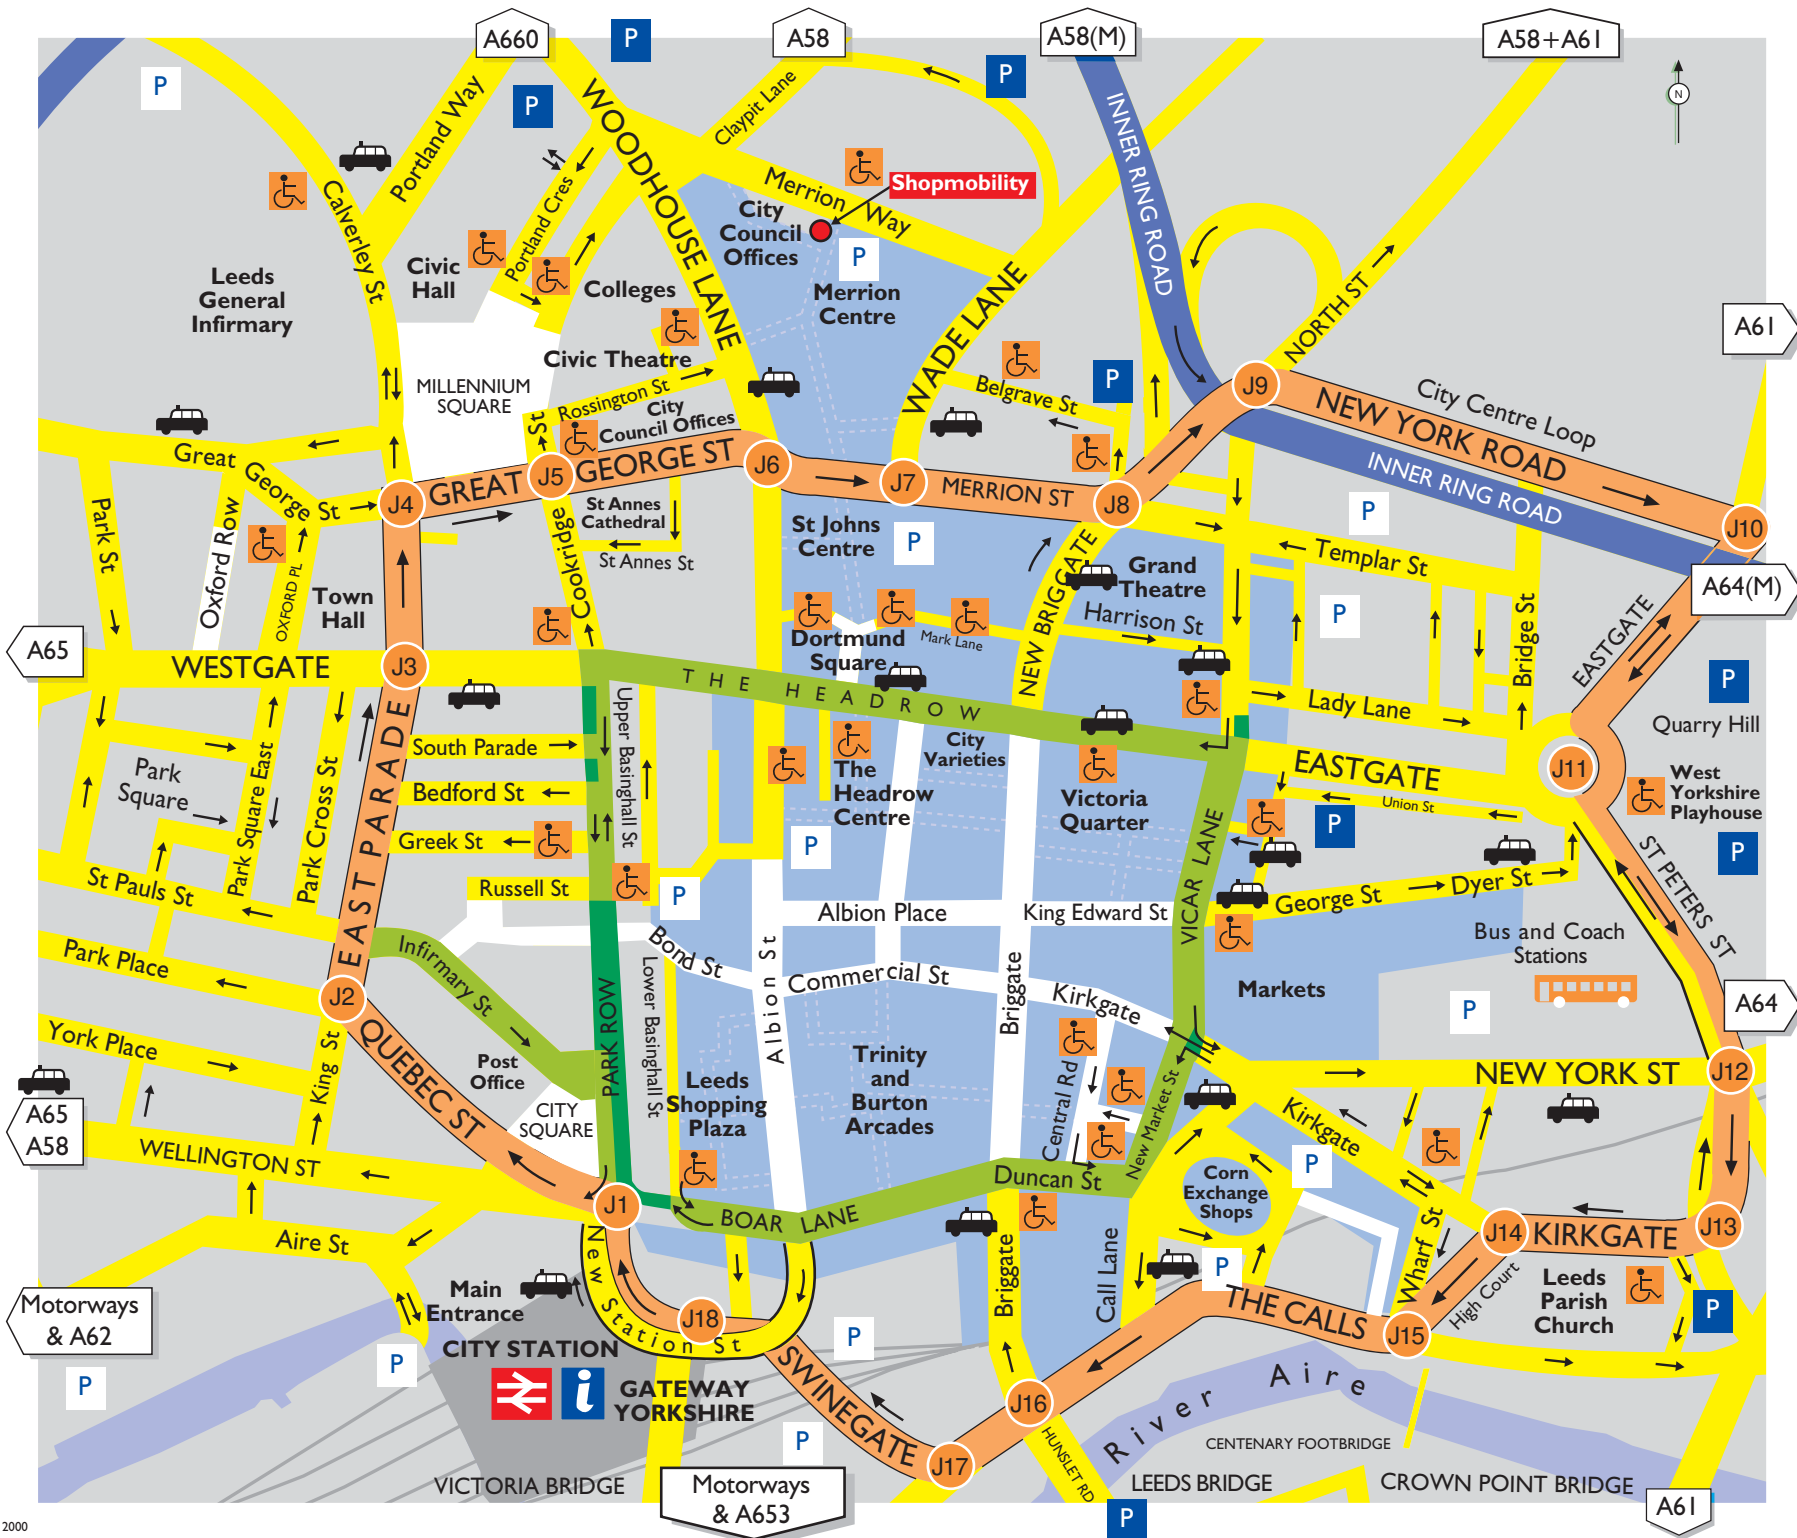 A660
P
A58
A58(M)
A58+A61
P
P
P
P
N
Portland Way
WOODHOUSE LANE
Claypit Lane
INNER RING ROAD
Merrion Way
Shopmobility
Calverley St
Portland Cres
City
Council
Offices
P
Civic
Hall
Leeds
General
Infirmary
Colleges
Merrion
Centre
WADE LANE
NORTH ST
A61
Civic Theatre
MILLENNIUM
SQUARE
Rossington St
City
Council Offices
Belgrave St
P
J9
NEW YORK ROAD
City Centre Loop
INNER RING ROAD
Great George St
J4
GREAT
J5
GEORGE ST
J6
J7
MERRION ST
J8
J10
Park St
Oxford Row
OXFORD PL
Town
Hall
Cookridge St
St Annes
Cathedral
St Annes St
St Johns
Centre
P
P
Templar St
Grand
Theatre
Harrison St
NEW BRIGGATE
P
Bridge St
EASTGATE
A64(M)
A65
WESTGATE
J3
Dortmund
Square
Mark Lane
THE HEADROW
Lady Lane
P
Quarry Hill
South Parade
Upper Basinghall St
City
Varieties
EASTGATE
J11
West
Yorkshire
Playhouse
Park
Square
Park Square East
Park Cross St
EAST PARADE
Bedford St
Greek St
Russell St
The
Headrow
Centre
Victoria
Quarter
VICAR LANE
Union St
P
P
P
ST PETERS ST
St Pauls St
P
Albion Place
King Edward St
George St
Dyer St
Bus and Coach
Stations
Park Place
Infirmary St
Bond St
Commercial St
Albion St
Briggate
Kirkgate
Markets
P
A64
J2
York Place
King St
QUEBEC ST
Post
Office
PARK ROW
Lower Basinghall St
Leeds
Shopping
Plaza
Trinity
and
Burton
Arcades
Central Rd
New Market St
NEW YORK ST
J12
A65
A58
CITY
SQUARE
WELLINGTON ST
Kirkgate
P
Duncan St
Corn
Exchange
Shops
J1
BOAR LANE
Aire St
Wharf St
J14
KIRKGATE
J13
New Station St
Main
Entrance
Briggate
Call Lane
P
THE CALLS
High Court
Leeds
Parish
Church
P
Motorways
& A62
J18
J15
P
P
P
CITY STATION
i
GATEWAY
YORKSHIRE
SWINEGATE
P
J16
J17
HUNSLET RD
River Aire
CENTENARY FOOTBRIDGE
VICTORIA BRIDGE
LEEDS BRIDGE
CROWN POINT BRIDGE
Motorways
& A653
P
A61
2000